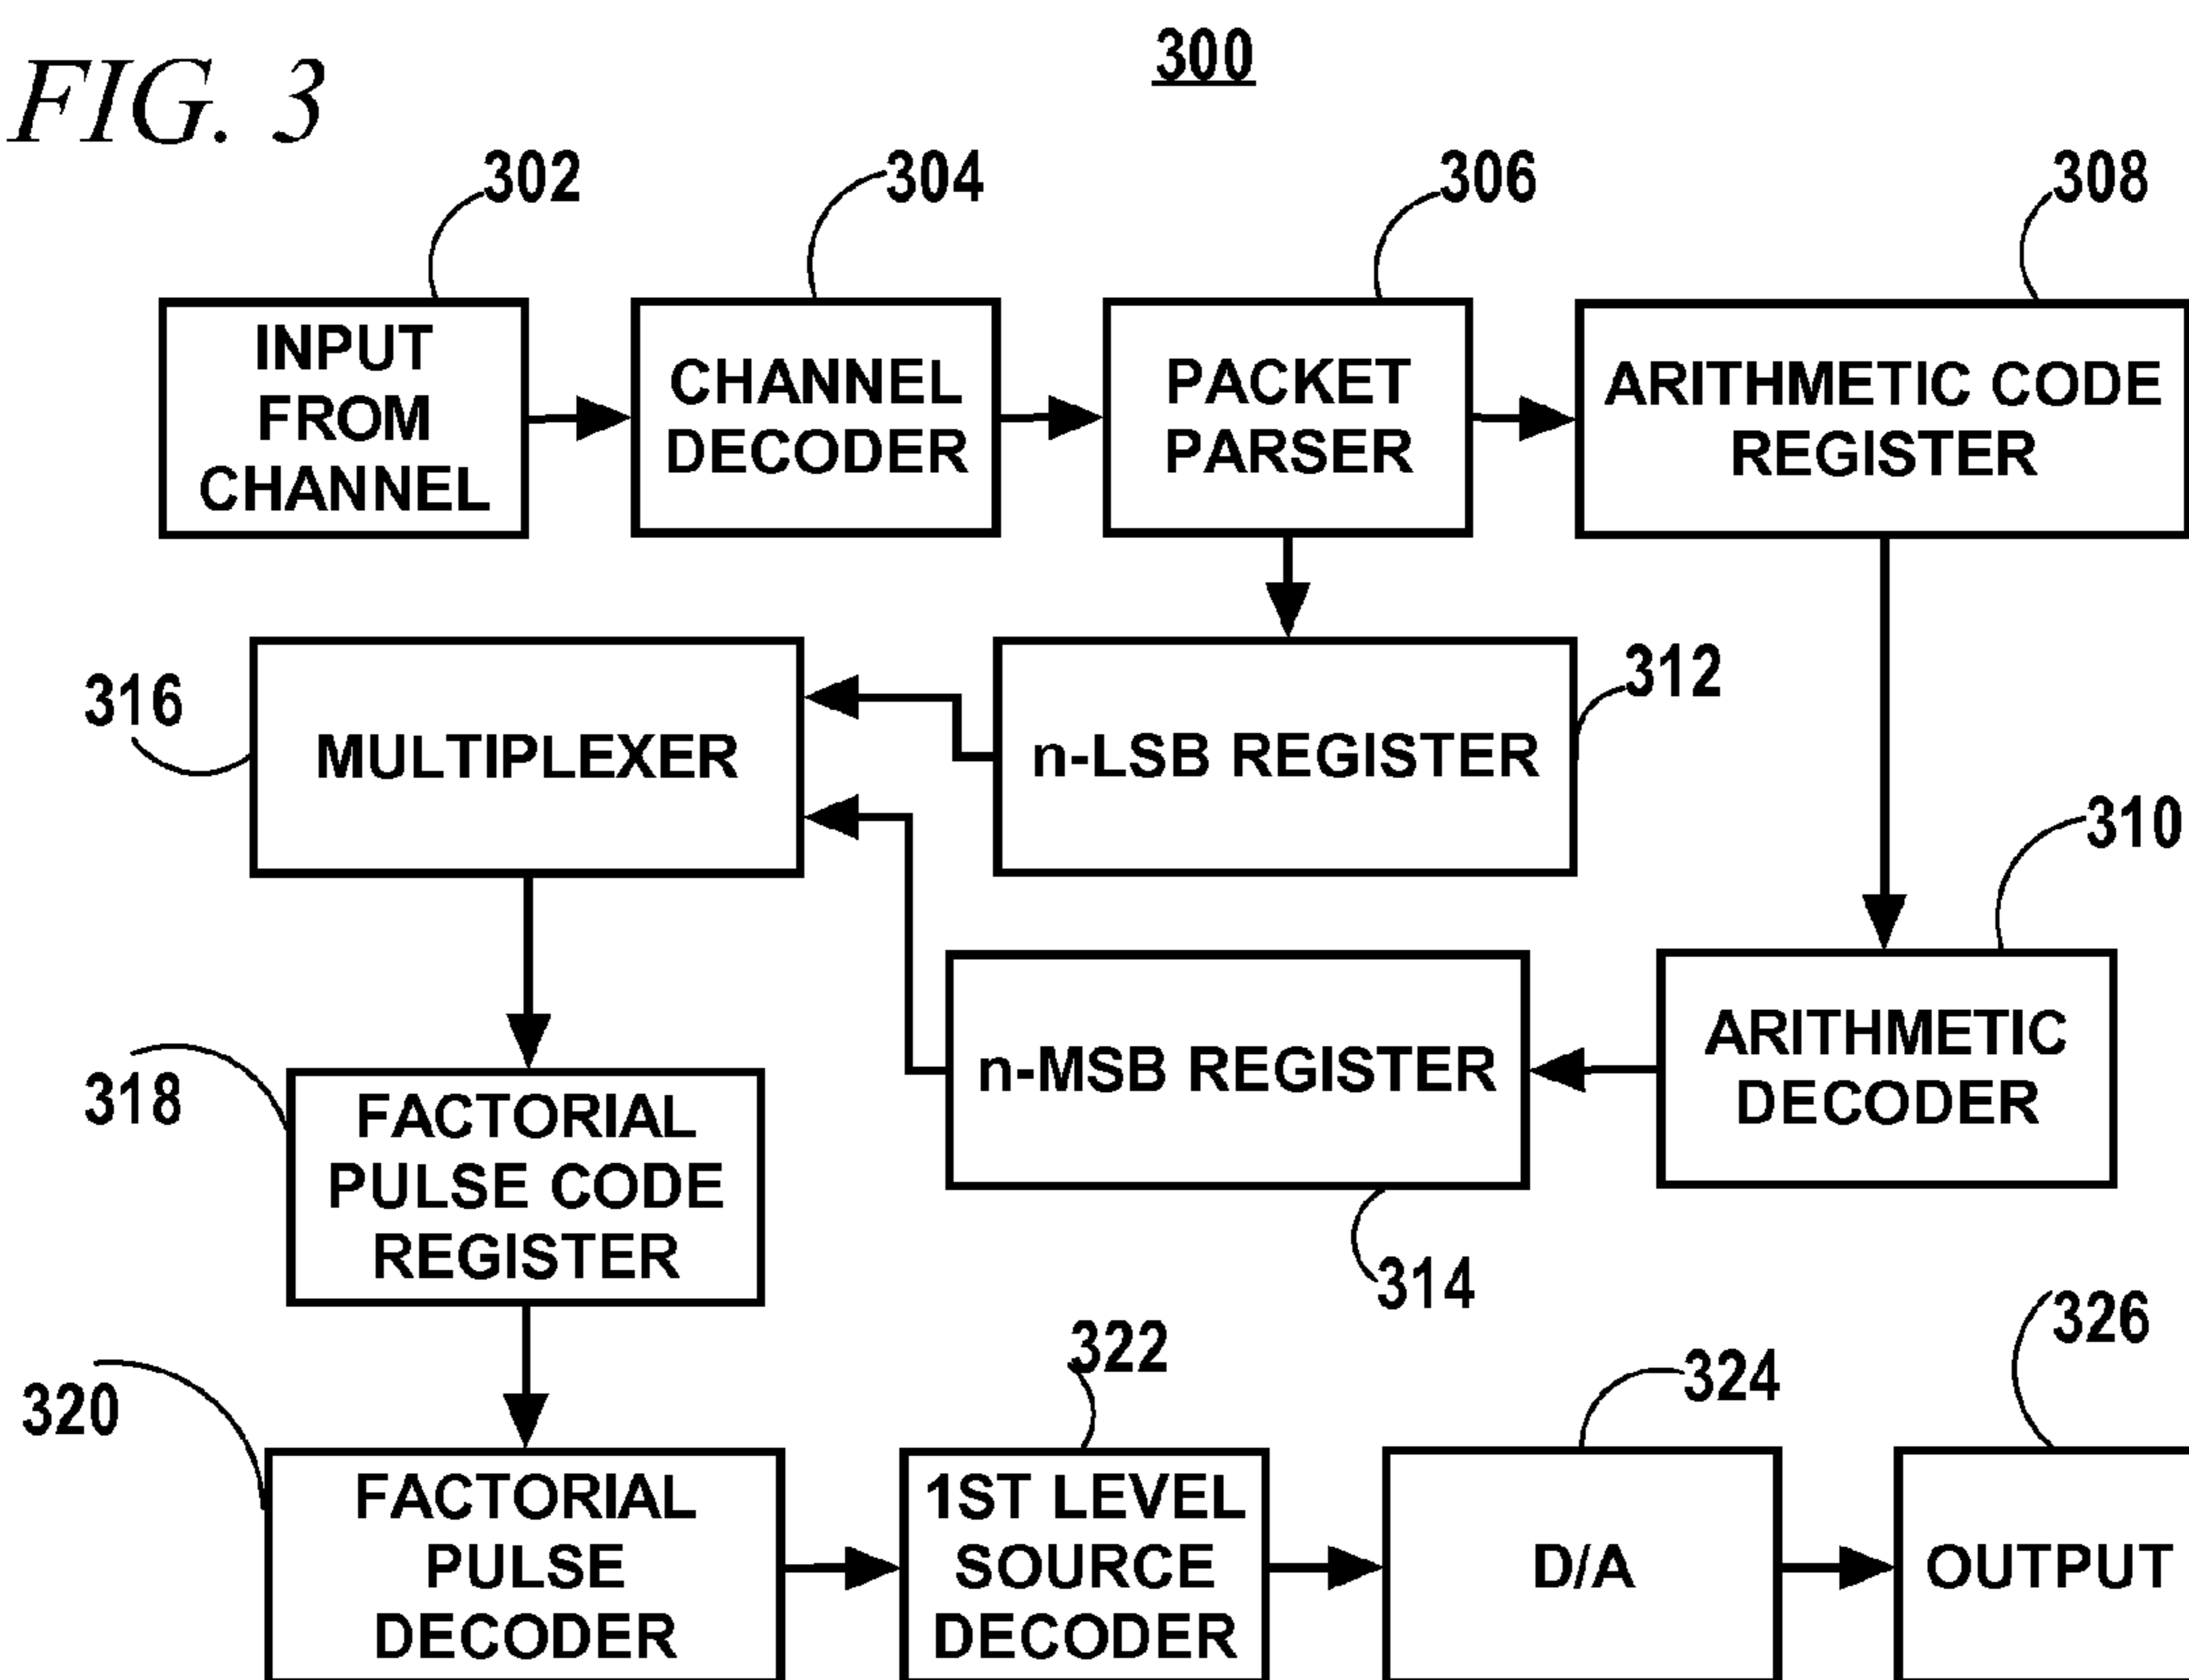 FIG. 3
300
302
304
306
308
INPUT
FROM
CHANNEL
CHANNEL
DECODER
PACKET
PARSER
ARITHMETIC CODE
REGISTER
316
MULTIPLEXER
n-LSB REGISTER
312
310
318
FACTORIAL
PULSE CODE
REGISTER
n-MSB REGISTER
314
ARITHMETIC
DECODER
320
322
324
326
FACTORIAL
PULSE
DECODER
1ST LEVEL
SOURCE
DECODER
D/A
OUTPUT